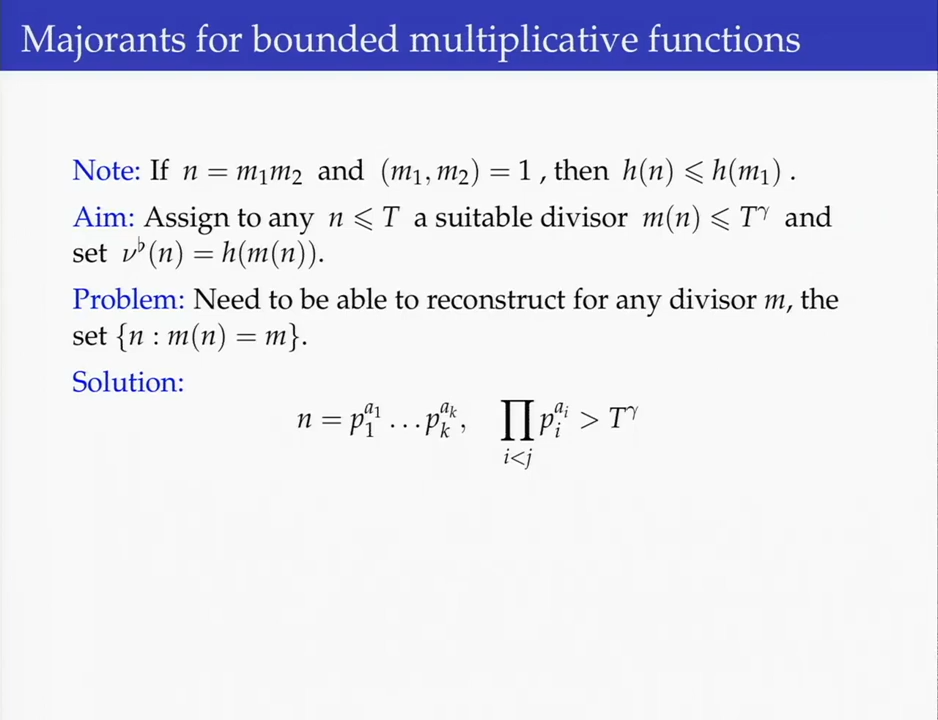 Majorants for bounded multiplicative functions
Note: If n = m₁m₂ and (m₁, m₂) = 1 , then h(n) ⩽ h(m₁) .
Aim: Assign to any n ⩽ T a suitable divisor m(n) ⩽ T^γ and
set ν^♭(n) = h(m(n)).
Problem: Need to be able to reconstruct for any divisor m, the
set {n : m(n) = m}.
Solution:
n = p₁^{a₁} … p_k^{a_k}, ∏_{i<j} p_i^{a_i} > T^γ